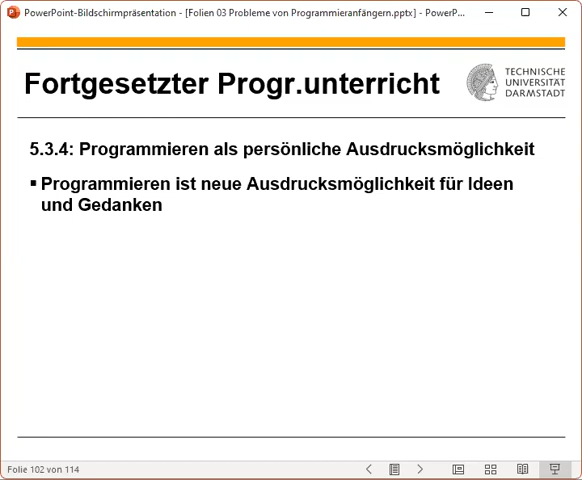 PowerPoint-Bildschirmpräsentation - [Folien 03 Probleme von Programmieranfängern.pptx] - PowerP...
Fortgesetzter Progr.unterricht
TECHNISCHE
UNIVERSITÄT
DARMSTADT
5.3.4: Programmieren als persönliche Ausdrucksmöglichkeit
▪ Programmieren ist neue Ausdrucksmöglichkeit für Ideen
und Gedanken
Folie 102 von 114